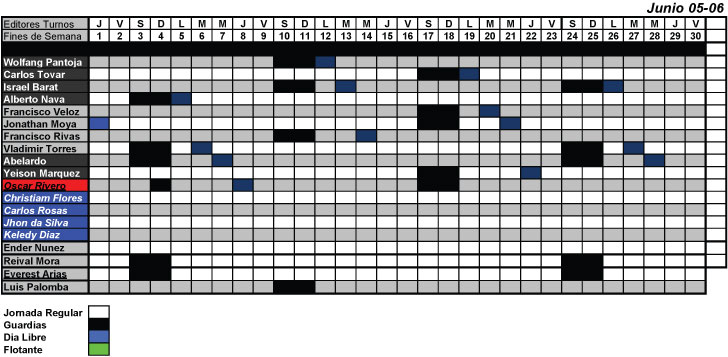 Junio 05-06
Editores Turnos J V S D L M M J V S D L M M J V S D L M M J V S D L M M J V
Fines de Semana 1 2 3 4 5 6 7 8 9 10 11 12 13 14 15 16 17 18 19 20 21 22 23 24 25 26 27 28 29 30
Wolfang Pantoja
Carlos Tovar
Israel Barat
Alberto Nava
Francisco Veloz
Jonathan Moya
Francisco Rivas
Vladimir Torres
Abelardo
Yeison Marquez
Oscar Rivero
Christiam Flores
Carlos Rosas
Jhon da Silva
Keledy Diaz
Ender Nunez
Reival Mora
Everest Arias
Luis Palomba
Jornada Regular
Guardias
Dia Libre
Flotante